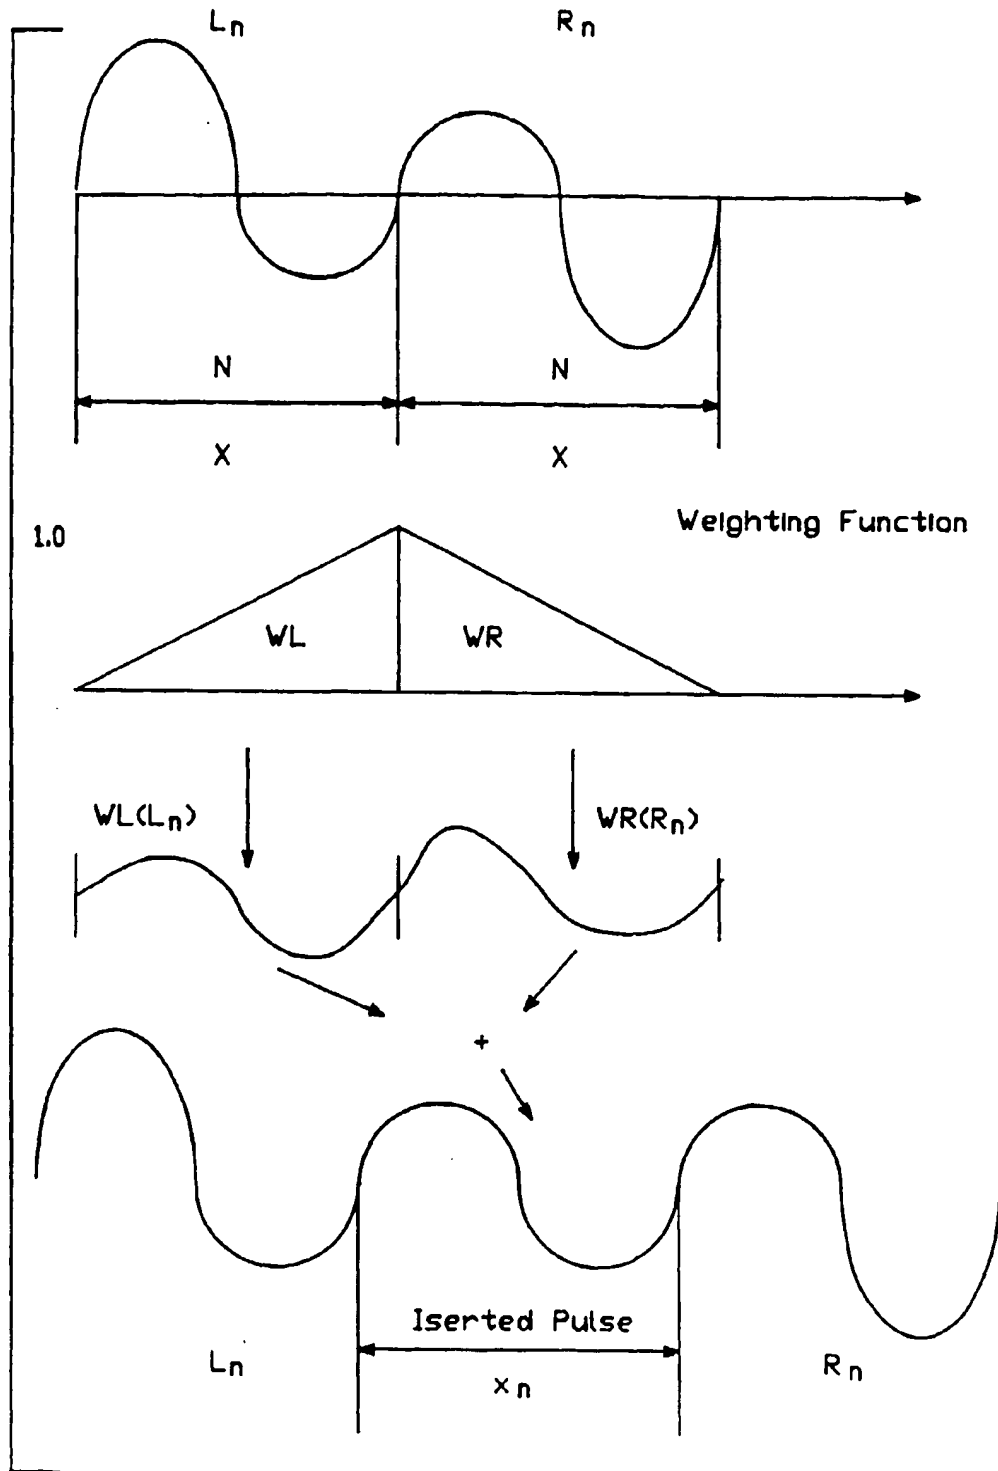 Ln Rn
N N
X X
1.0 Weighting Function
WL WR
WL(Ln) WR(Rn)
+
Iserted Pulse
Ln xn Rn